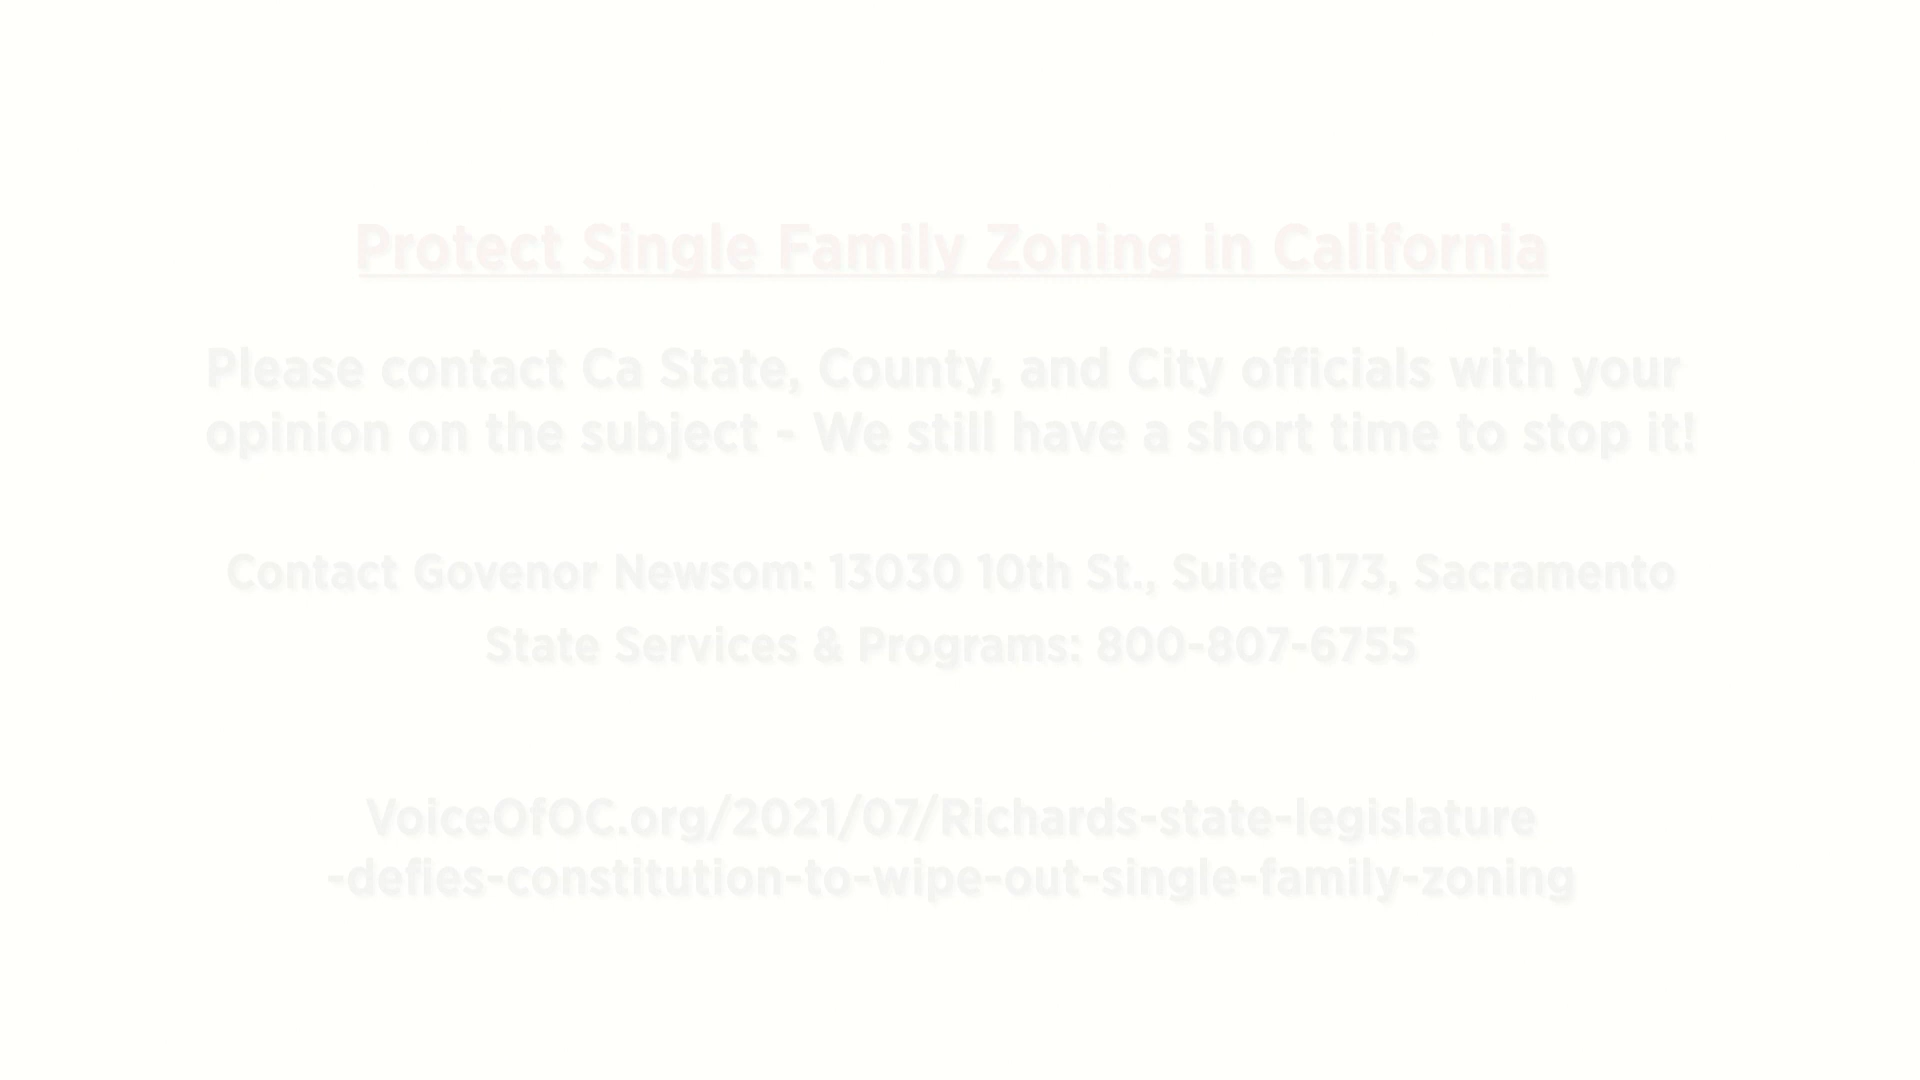 Protect Single Family Zoning in California
Please contact Ca State, County, and City officials with your
opinion on the subject - We still have a short time to stop it!
Contact Govenor Newsom: 13030 10th St., Suite 1173, Sacramento
State Services & Programs: 800-807-6755
VoiceOfOC.org/2021/07/Richards-state-legislature
-defies-constitution-to-wipe-out-single-family-zoning